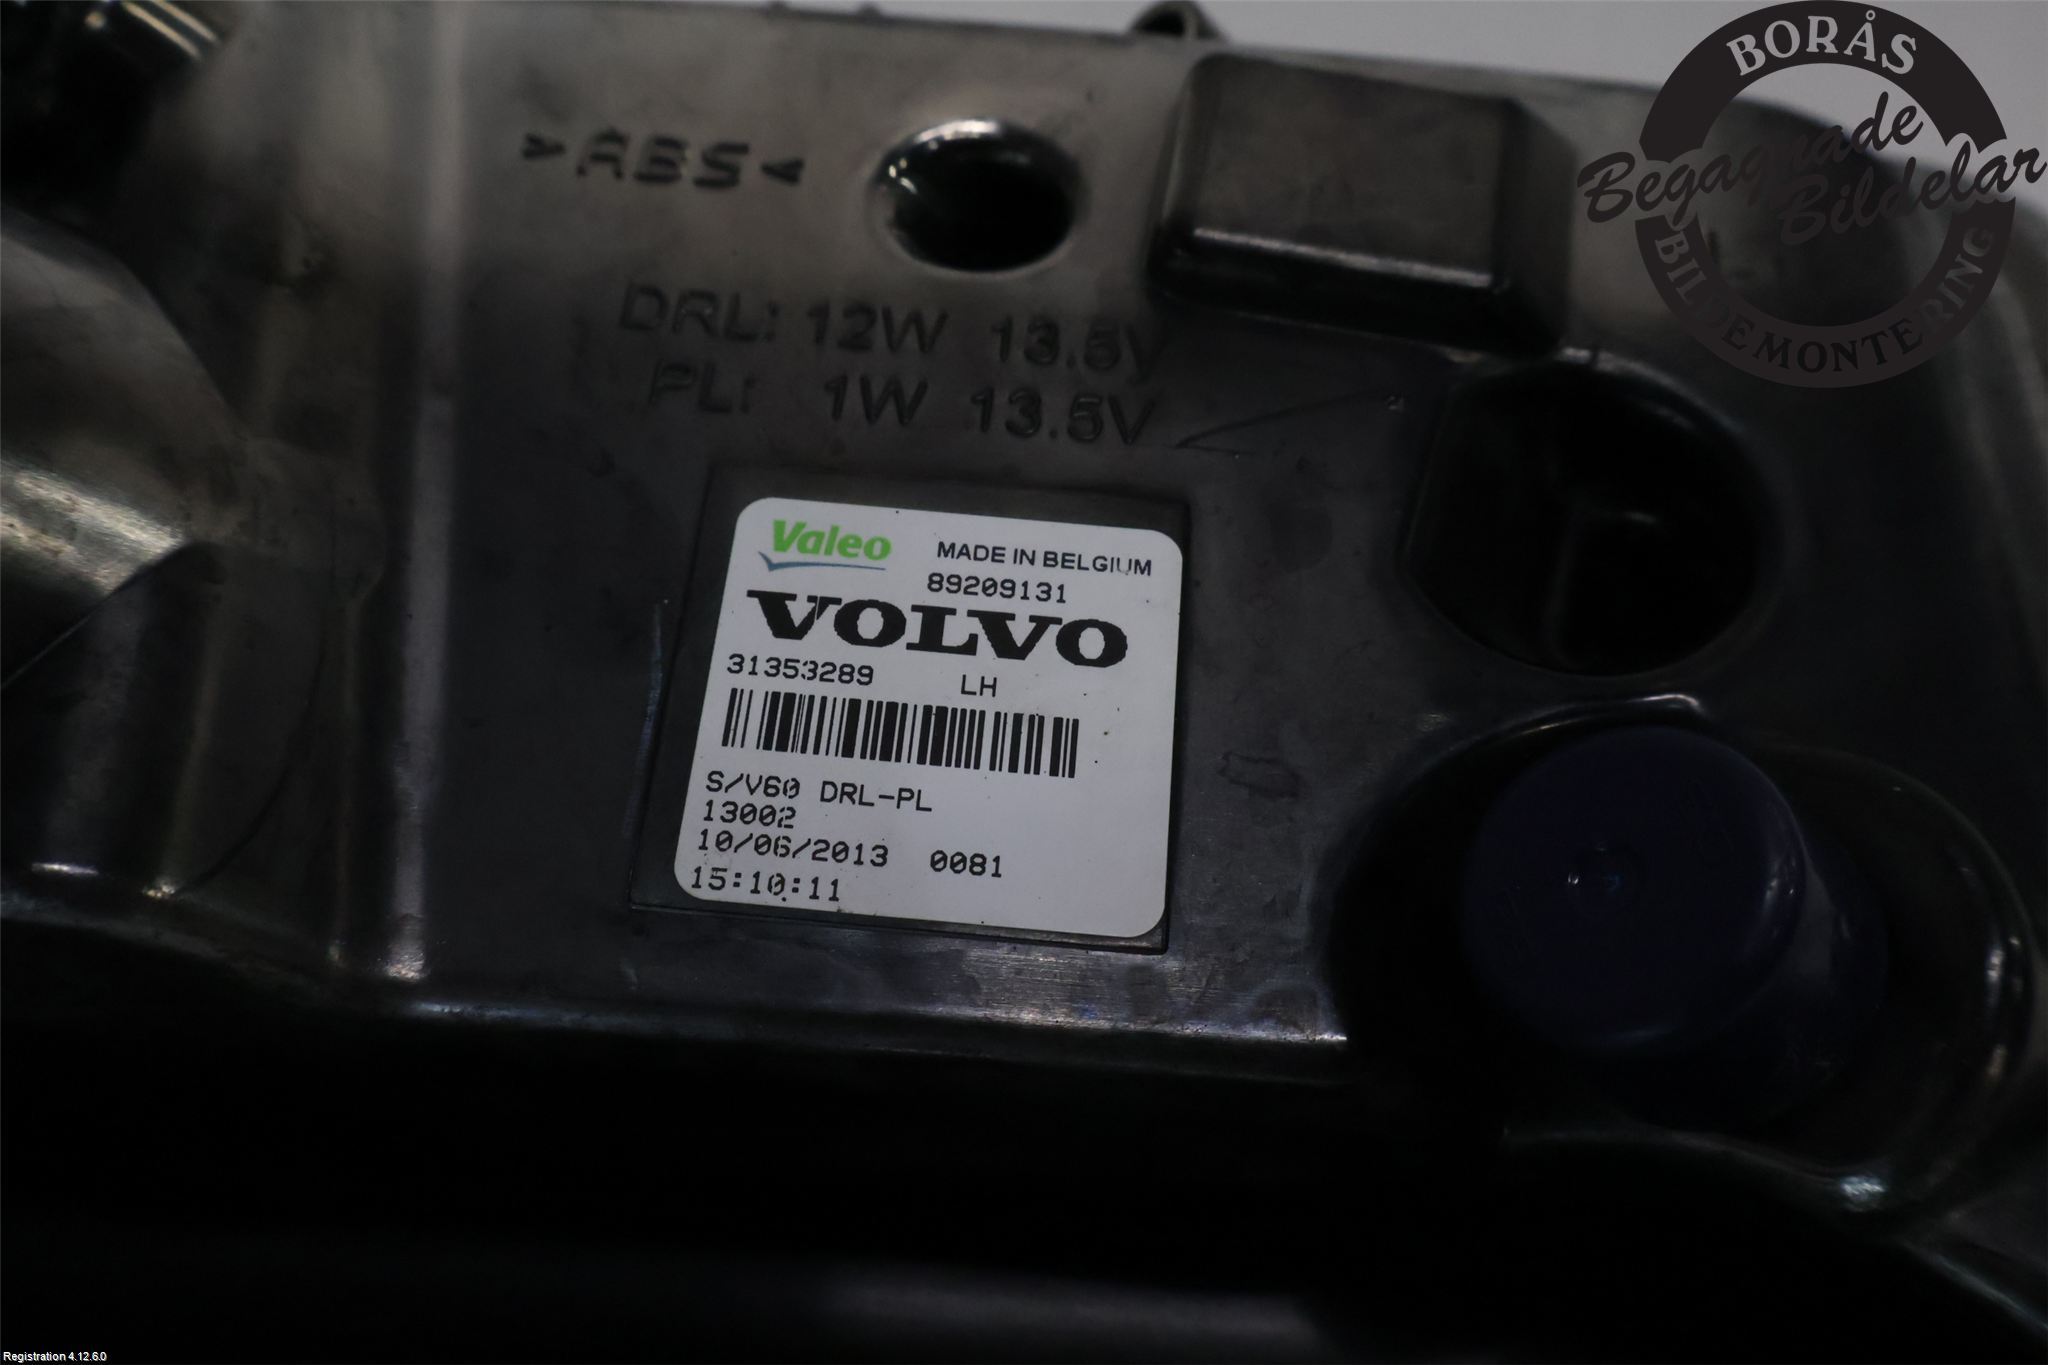 BORÅS
Begagnade
Bildelar
BILDEMONTERING
>ABS<
DRL: 12W 13.5V
PL: 1W 13.5V
Valeo
MADE IN BELGIUM
89209131
VOLVO
31353289 LH
S/V60 DRL-PL
13002
10/06/2013 0081
15:10:11
Registration 4.12.6.0